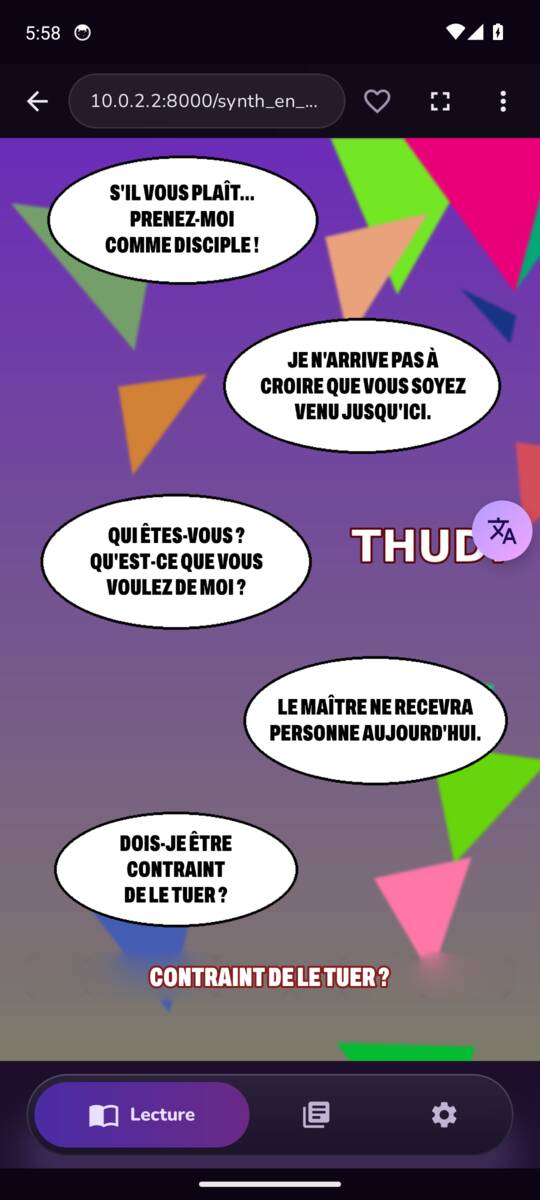 5:58
10.0.2.2:8000/synth_en_...
S'IL VOUS PLAÎT...
PRENEZ-MOI
COMME DISCIPLE !
JE N'ARRIVE PAS À
CROIRE QUE VOUS SOYEZ
VENU JUSQU'ICI.
QUI ÊTES-VOUS ?
QU'EST-CE QUE VOUS
VOULEZ DE MOI ?
THUD
LE MAÎTRE NE RECEVRA
PERSONNE AUJOURD'HUI.
DOIS-JE ÊTRE
CONTRAINT
DE LE TUER ?
CONTRAINT DE LE TUER ?
Lecture